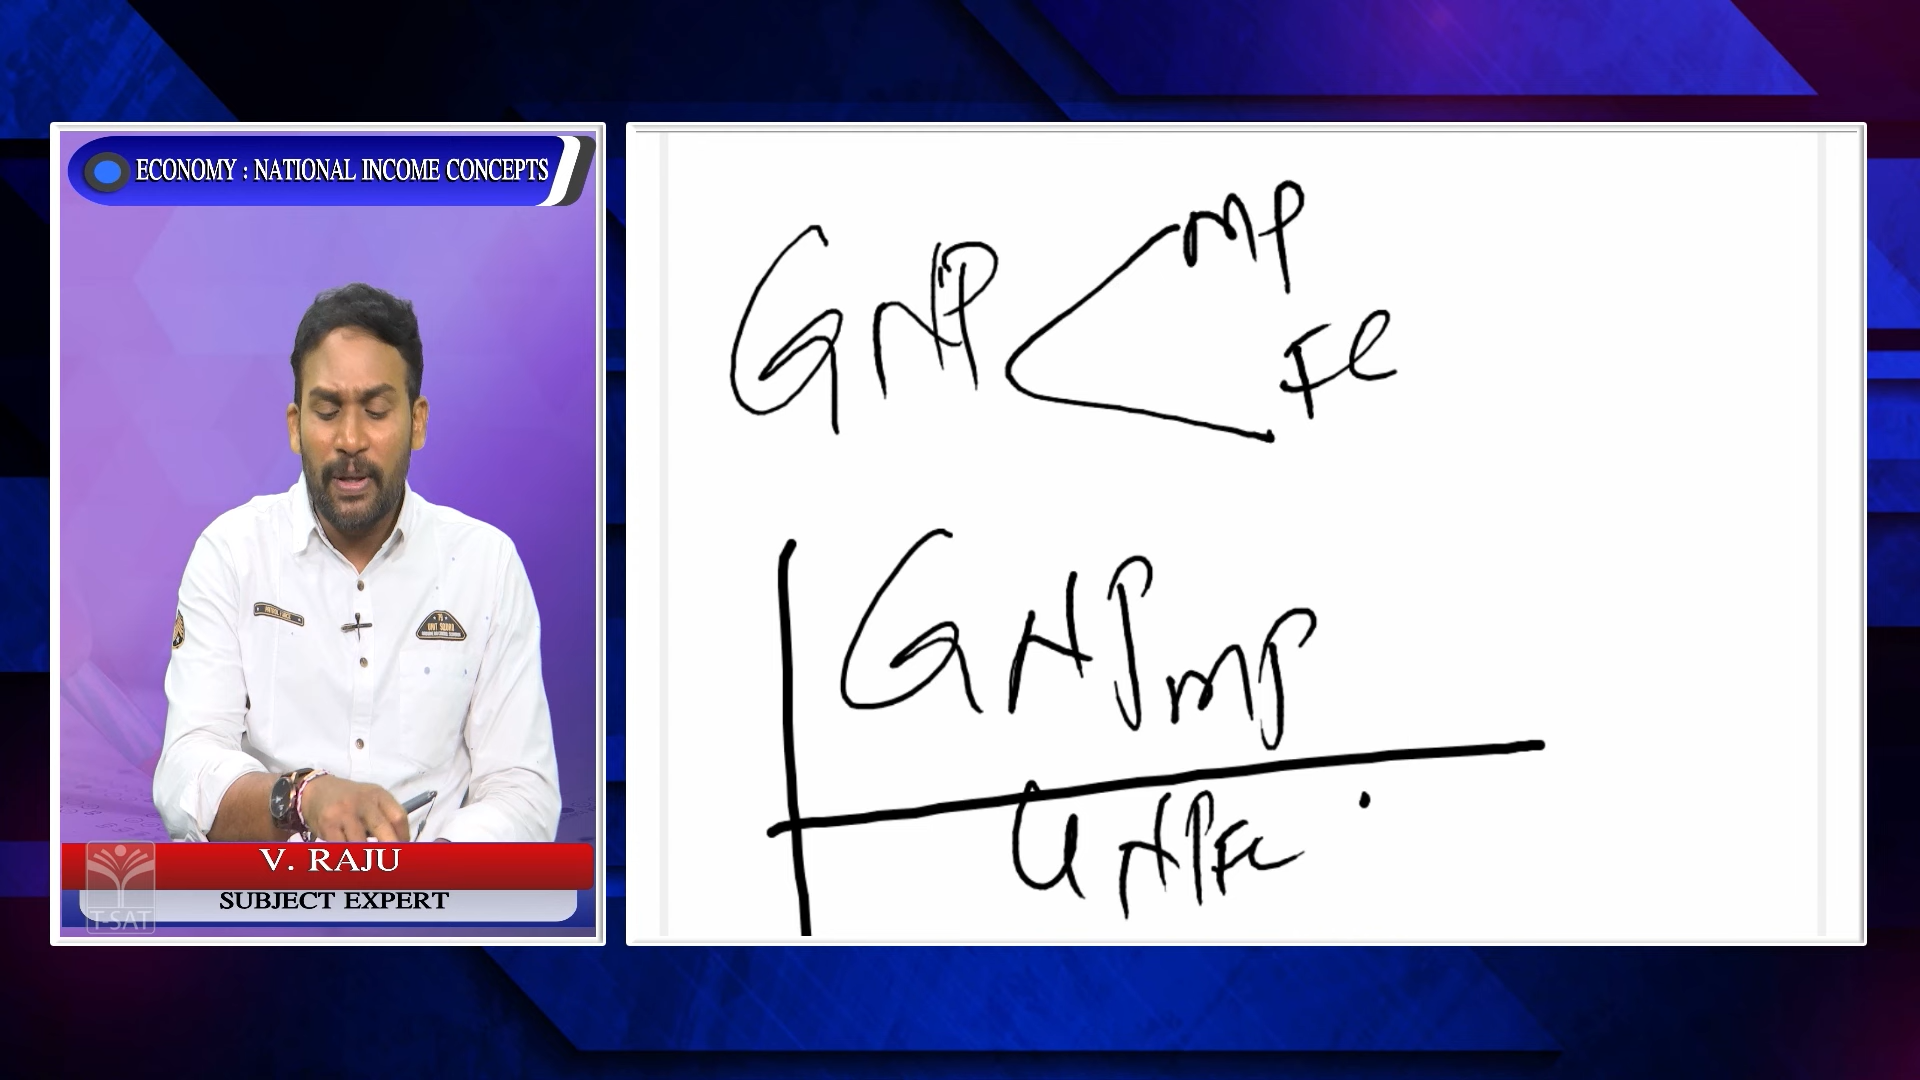 ECONOMY : NATIONAL INCOME CONCEPTS
V. RAJU
SUBJECT EXPERT
T-SAT
GNP
MP
FC
GNPMP
GNPFC